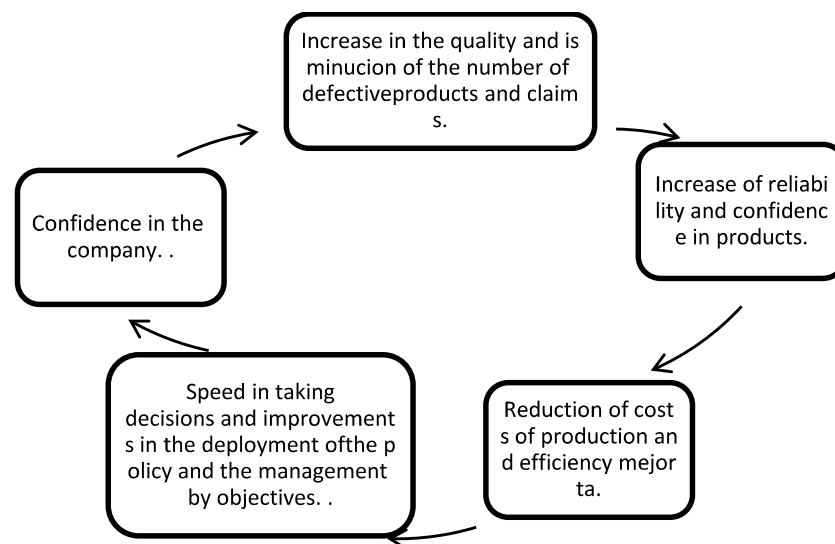 Increase in the quality and is
minucion of the number of
defectiveproducts and claim
s.
Increase of reliabi
lity and confidenc
e in products.
Reduction of cost
s of production an
d efficiency mejor
ta.
Speed in taking
decisions and improvement
s in the deployment ofthe p
olicy and the management
by objectives. .
Confidence in the
company. .